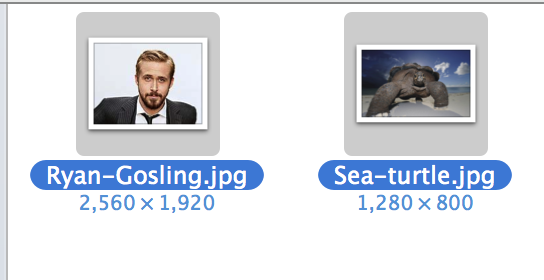 Ryan-Gosling.jpg
2,560 × 1,920
Sea-turtle.jpg
1,280 × 800